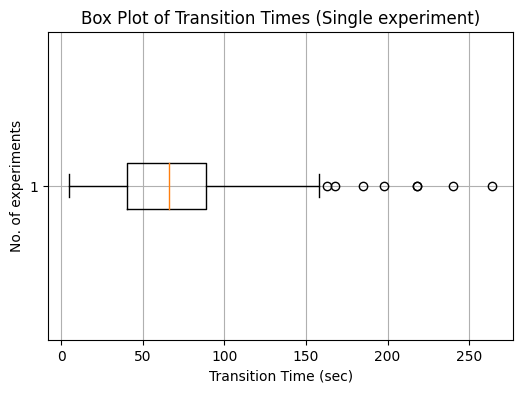 Box Plot of Transition Times (Single experiment)
No. of experiments
1
0 50 100 150 200 250
Transition Time (sec)